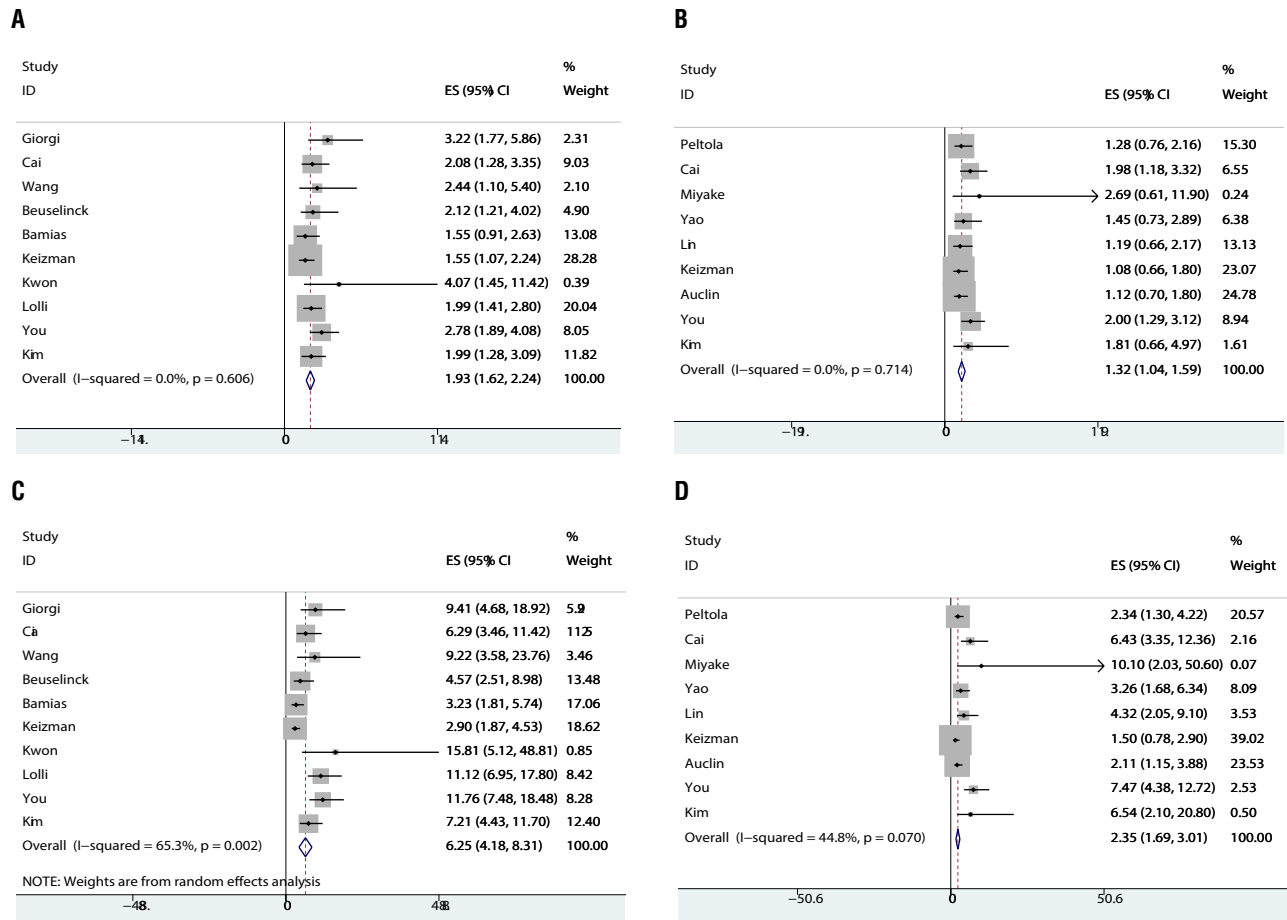 A
Study %
ID ES (95%) CI Weight
Giorgi 3.22 (1.77, 5.86) 2.31
Cai 2.08 (1.28, 3.35) 9.03
Wang 2.44 (1.10, 5.40) 2.10
Beuselinck 2.12 (1.21, 4.02) 4.90
Bamias 1.55 (0.91, 2.63) 13.08
Keizman 1.55 (1.07, 2.24) 28.28
Kwon 4.07 (1.45, 11.42) 0.39
Lolli 1.99 (1.41, 2.80) 20.04
You 2.78 (1.89, 4.08) 8.05
Kim 1.99 (1.28, 3.09) 11.82
Overall (I−squared = 0.0%, p = 0.606) 1.93 (1.62, 2.24) 100.00
0
B
Study %
ID ES (95%) CI Weight
Peltola 1.28 (0.76, 2.16) 15.30
Cai 1.98 (1.18, 3.32) 6.55
Miyake 2.69 (0.61, 11.90) 0.24
Yao 1.45 (0.73, 2.89) 6.38
Lin 1.19 (0.66, 2.17) 13.13
Keizman 1.08 (0.66, 1.80) 23.07
Auclin 1.12 (0.70, 1.80) 24.78
You 2.00 (1.29, 3.12) 8.94
Kim 1.81 (0.66, 4.97) 1.61
Overall (I−squared = 0.0%, p = 0.714) 1.32 (1.04, 1.59) 100.00
0
C
Study %
ID ES (95%) CI Weight
Giorgi 9.41 (4.68, 18.92)
Cai 6.29 (3.46, 11.42)
Wang 9.22 (3.58, 23.76) 3.46
Beuselinck 4.57 (2.51, 8.98) 13.48
Bamias 3.23 (1.81, 5.74) 17.06
Keizman 2.90 (1.87, 4.53) 18.62
Kwon 15.81 (5.12, 48.81) 0.85
Lolli 11.12 (6.95, 17.80) 8.42
You 11.76 (7.48, 18.48) 8.28
Kim 7.21 (4.43, 11.70) 12.40
Overall (I−squared = 65.3%, p = 0.002) 6.25 (4.18, 8.31) 100.00
NOTE: Weights are from random effects analysis
0
D
Study %
ID ES (95% CI) Weight
Peltola 2.34 (1.30, 4.22) 20.57
Cai 6.43 (3.35, 12.36) 2.16
Miyake 10.10 (2.03, 50.60) 0.07
Yao 3.26 (1.68, 6.34) 8.09
Lin 4.32 (2.05, 9.10) 3.53
Keizman 1.50 (0.78, 2.90) 39.02
Auclin 2.11 (1.15, 3.88) 23.53
You 7.47 (4.38, 12.72) 2.53
Kim 6.54 (2.10, 20.80) 0.50
Overall (I−squared = 44.8%, p = 0.070) 2.35 (1.69, 3.01) 100.00
−50.6 0 50.6